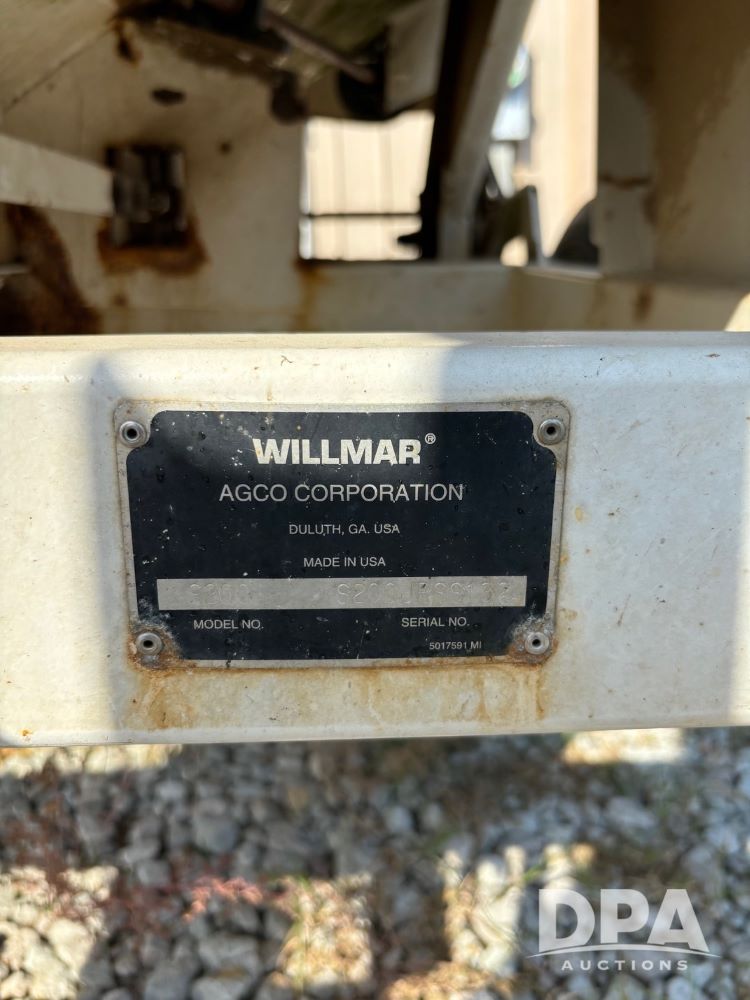 WILLMAR®
AGCO CORPORATION
DULUTH, GA. USA
MADE IN USA
MODEL NO. SERIAL NO.
5017591 MI
DPA
AUCTIONS